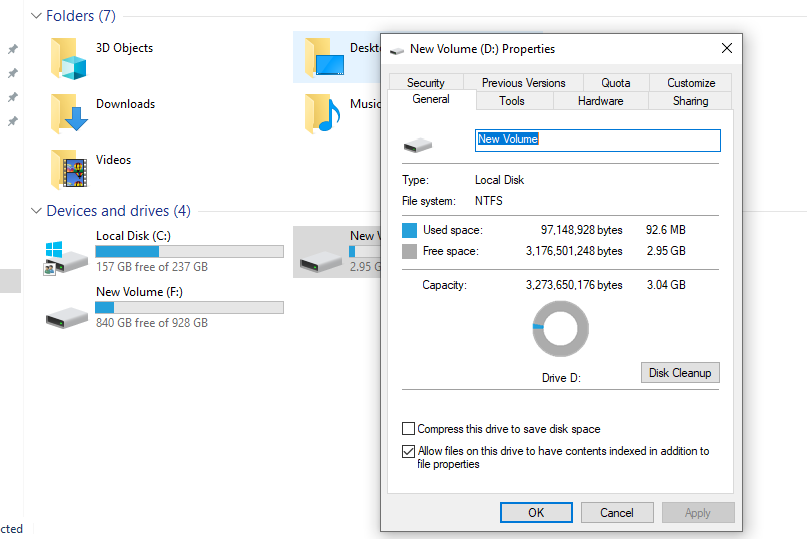 Folders (7)
3D Objects
Downloads
Music
Videos
Devices and drives (4)
Local Disk (C:)
157 GB free of 237 GB
New
2.95 G
New Volume (F:)
840 GB free of 928 GB
New Volume (D:) Properties
Security Previous Versions Quota Customize
General Tools Hardware Sharing
New Volume
Type: Local Disk
File system: NTFS
Used space: 97,148,928 bytes 92.6 MB
Free space: 3,176,501,248 bytes 2.95 GB
Capacity: 3,273,650,176 bytes 3.04 GB
Drive D:
Disk Cleanup
Compress this drive to save disk space
Allow files on this drive to have contents indexed in addition to
file properties
OK Cancel Apply
cted